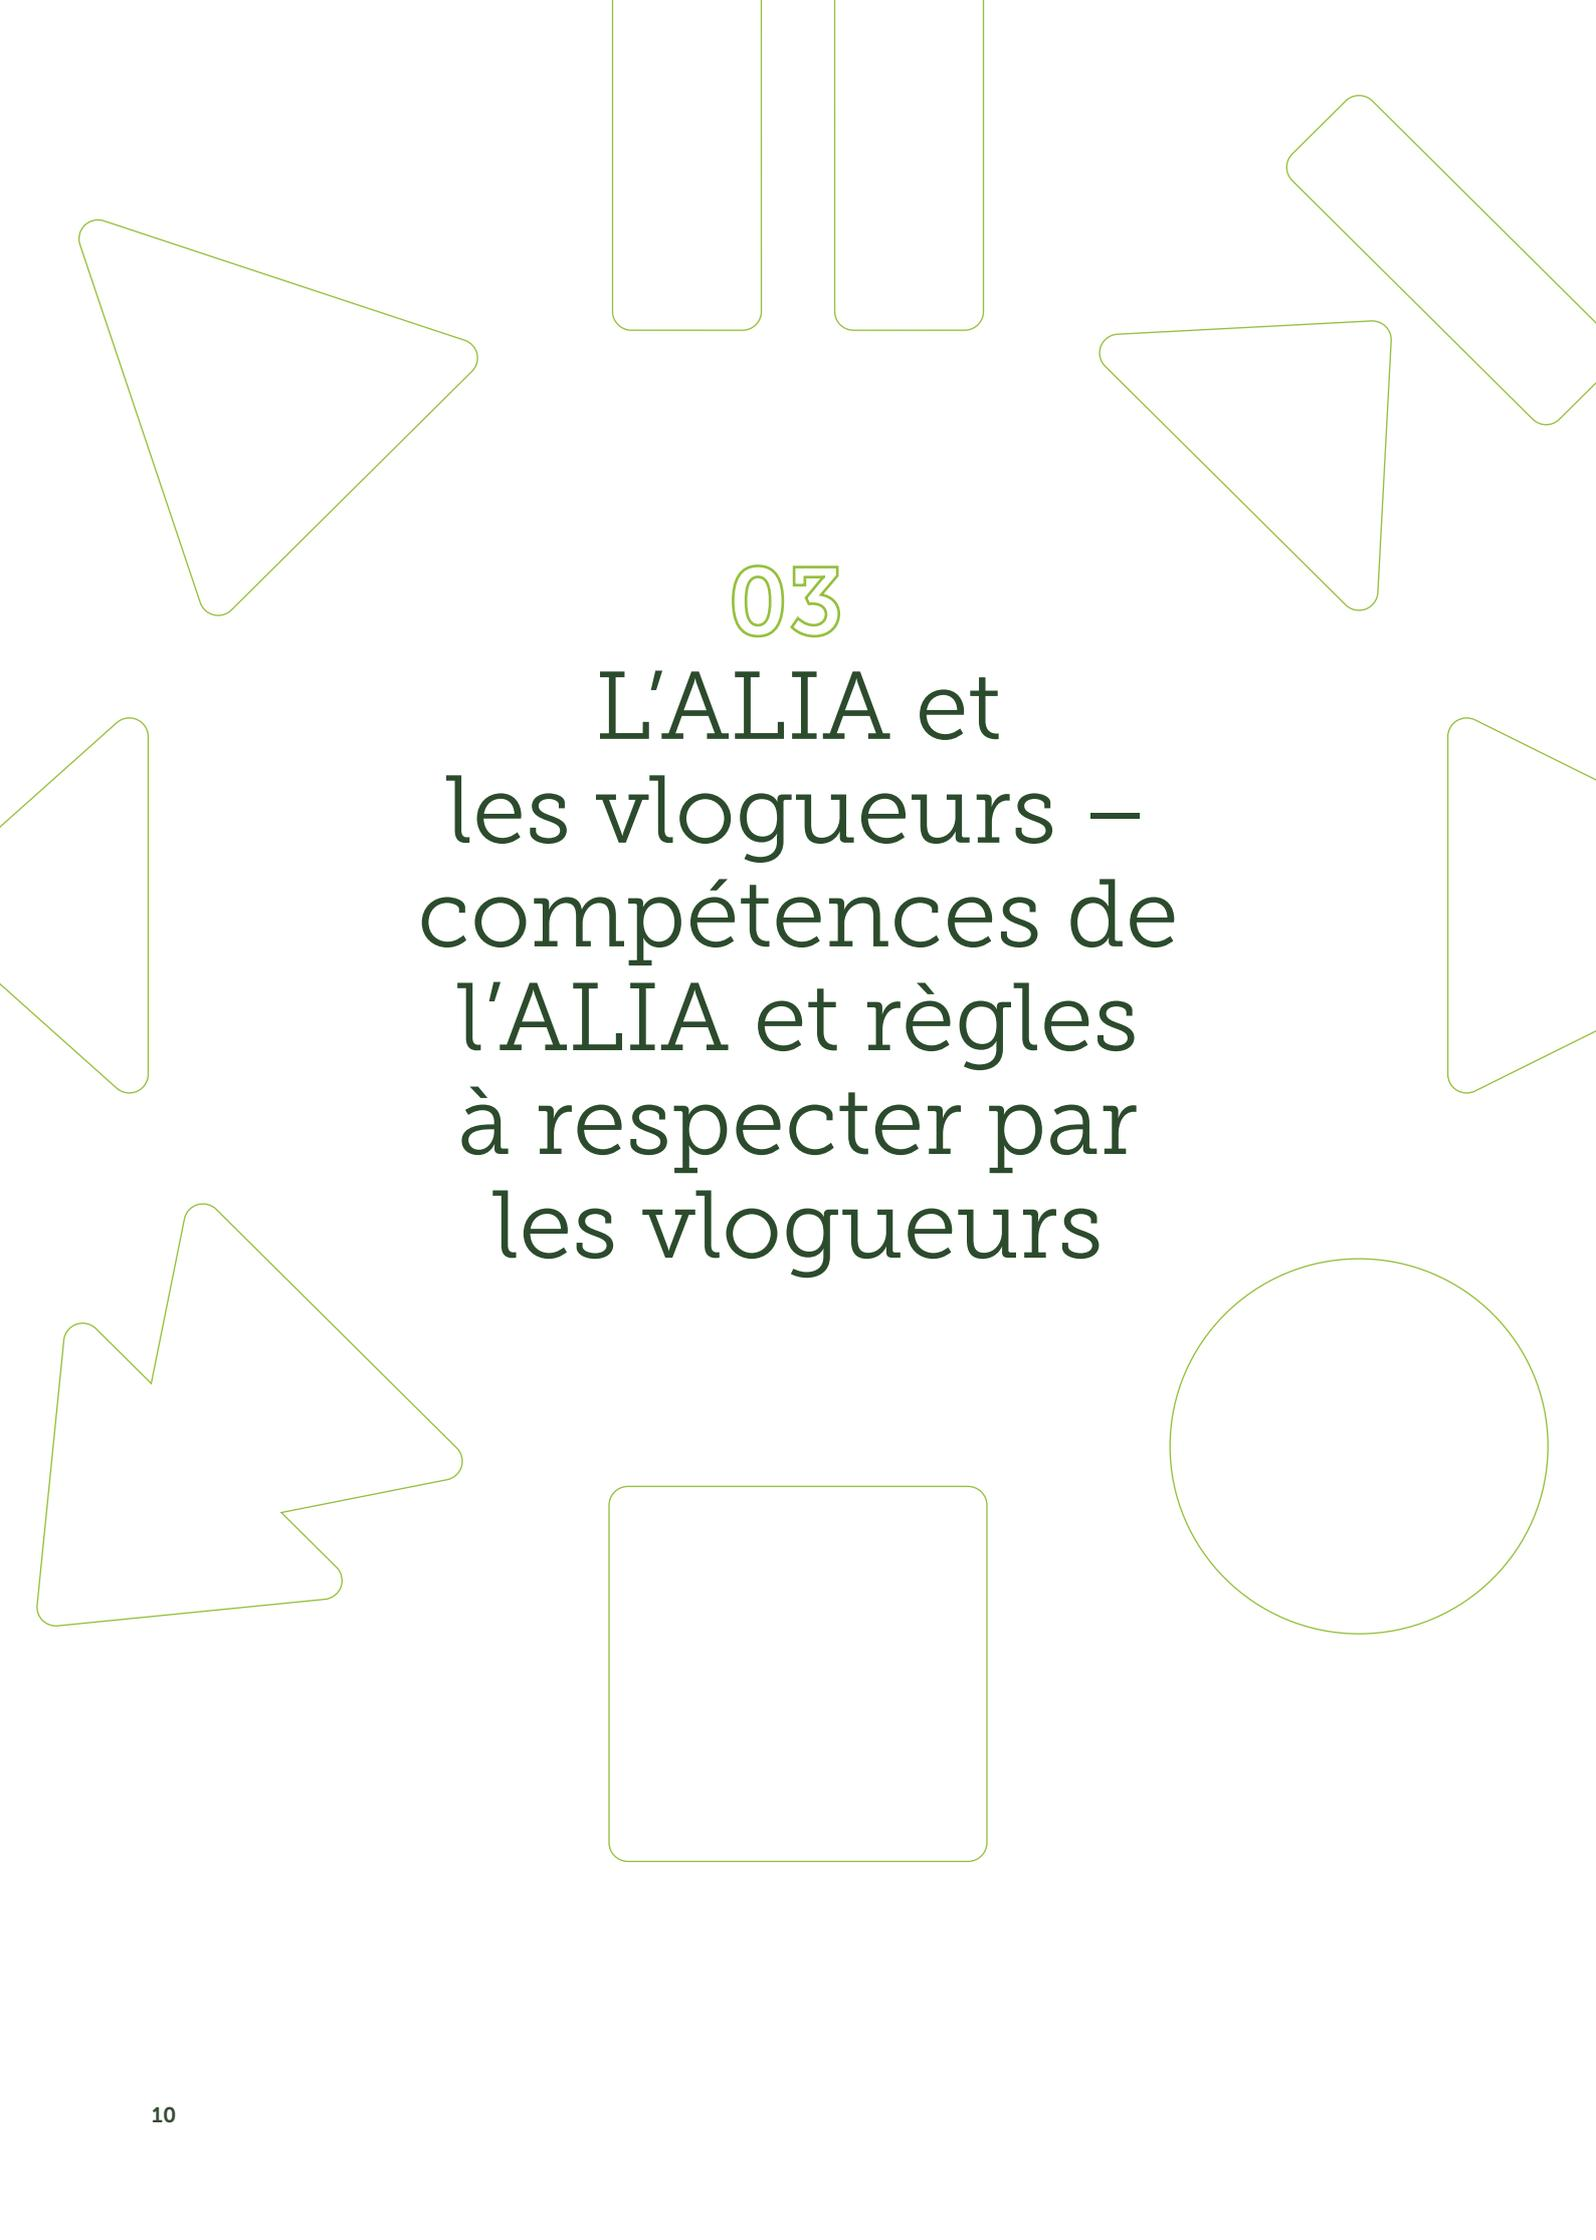 03
L’ALIA et
les vlogueurs –
compétences de
l’ALIA et règles
à respecter par
les vlogueurs
10